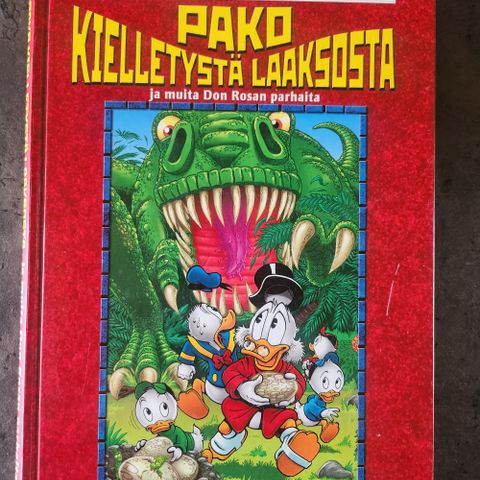 PAKO
KIELLETYSTÄ LAAKSOSTA
ja muita Don Rosan parhaita